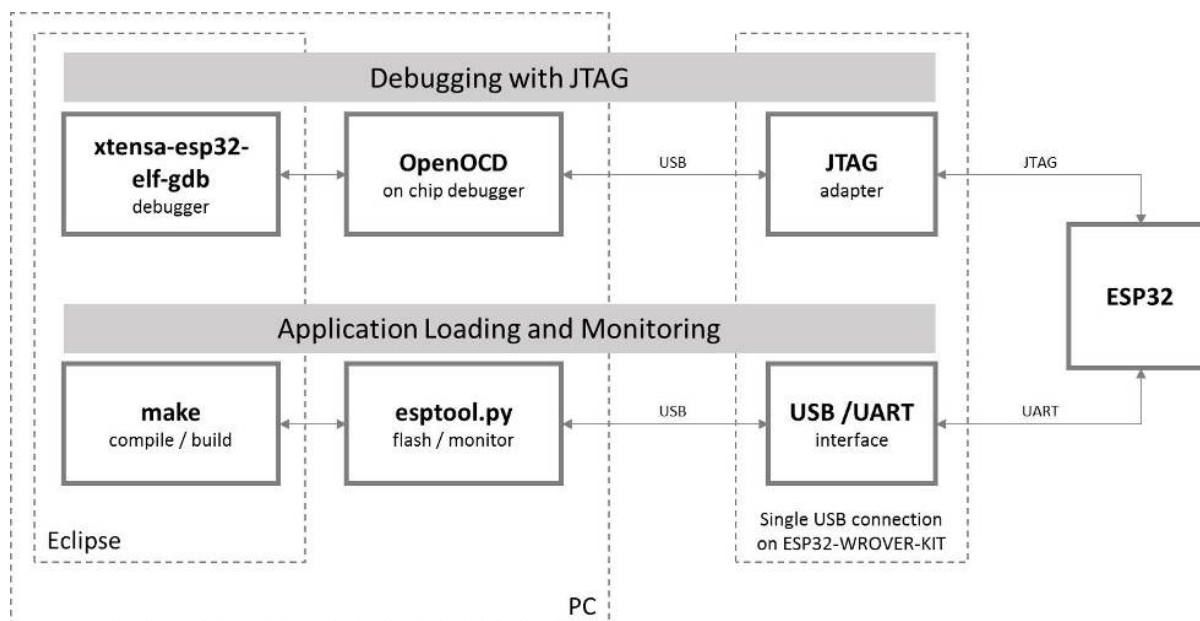 Debugging with JTAG
xtensa-esp32-
elf-gdb
debugger
OpenOCD
on chip debugger
USB
JTAG
adapter
JTAG
ESP32
Application Loading and Monitoring
make
compile / build
esptool.py
flash / monitor
USB
USB /UART
interface
UART
Eclipse
Single USB connection
on ESP32-WROVER-KIT
PC